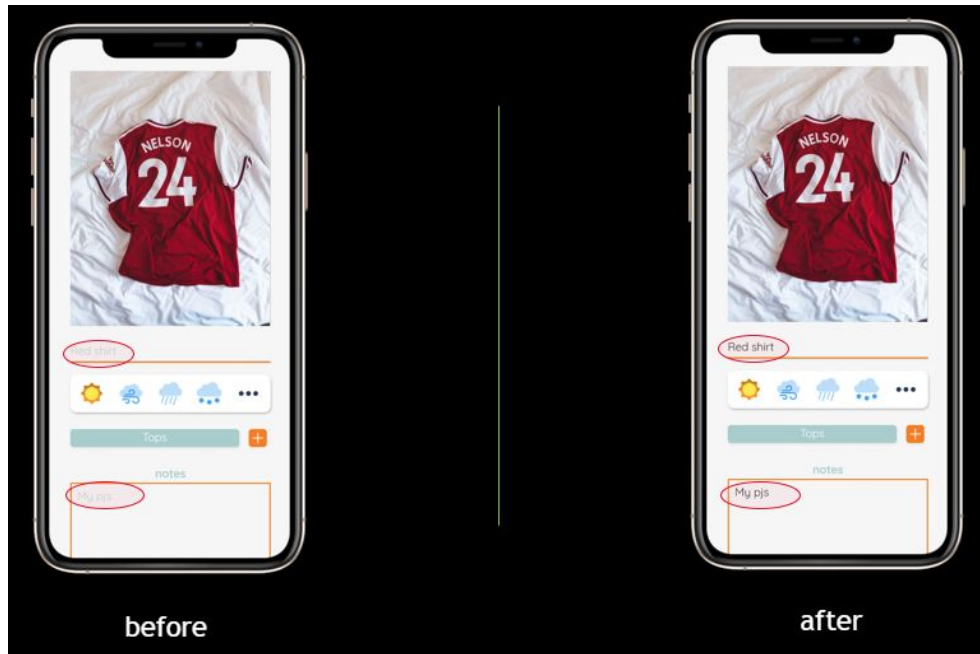 NELSON
24
Red shirt
Tops
notes
My pjs
before
NELSON
24
Red shirt
Tops
notes
My pjs
after